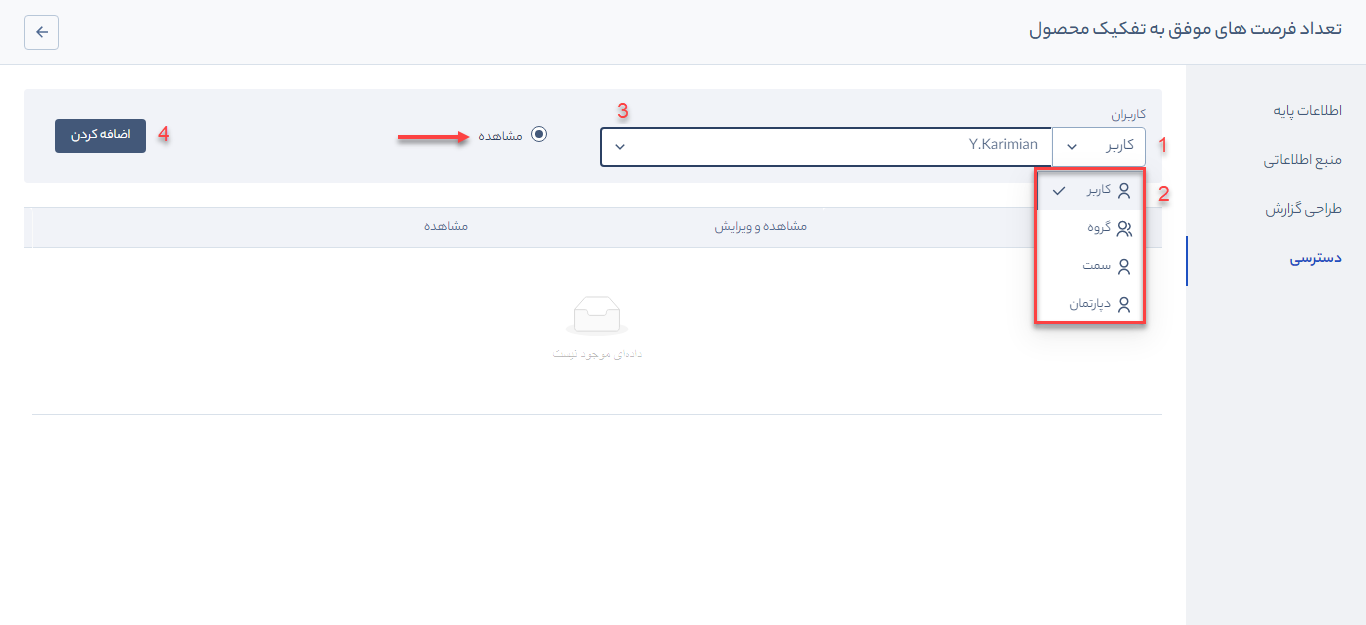 تعداد فرصت های موفق به تفکیک محصول
اطلاعات پایه
منبع اطلاعاتی
طراحی گزارش
دسترسی
کاربران
1
کاربر
3
Y.Karimian
مشاهده
4
اضافه کردن
2
کاربر
گروه
سمت
دپارتمان
مشاهده و ویرایش
مشاهده
داده‌ای موجود نیست